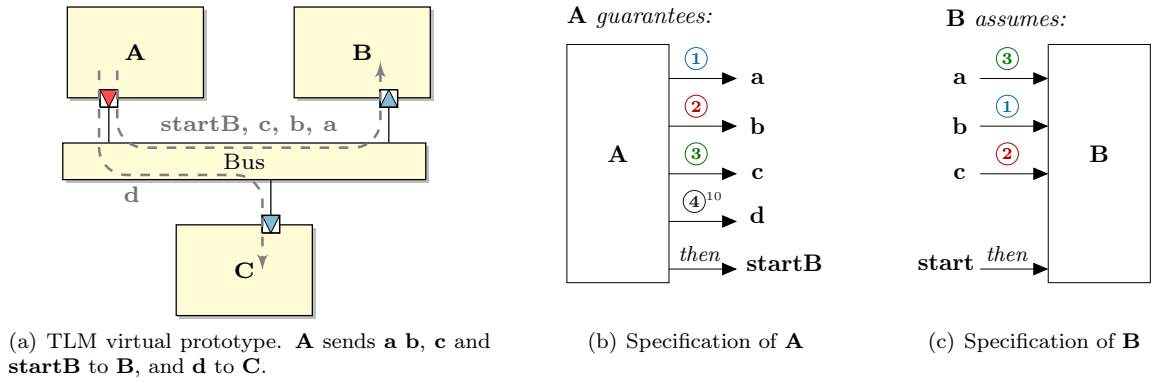 A
B
startB, c, b, a
Bus
d
C
(a) TLM virtual prototype. A sends a b, c and
startB to B, and d to C.
A guarantees:
A
1
a
2
b
3
c
4 10
d
then
startB
(b) Specification of A
B assumes:
a
3
b
1
c
2
B
start
then
(c) Specification of B